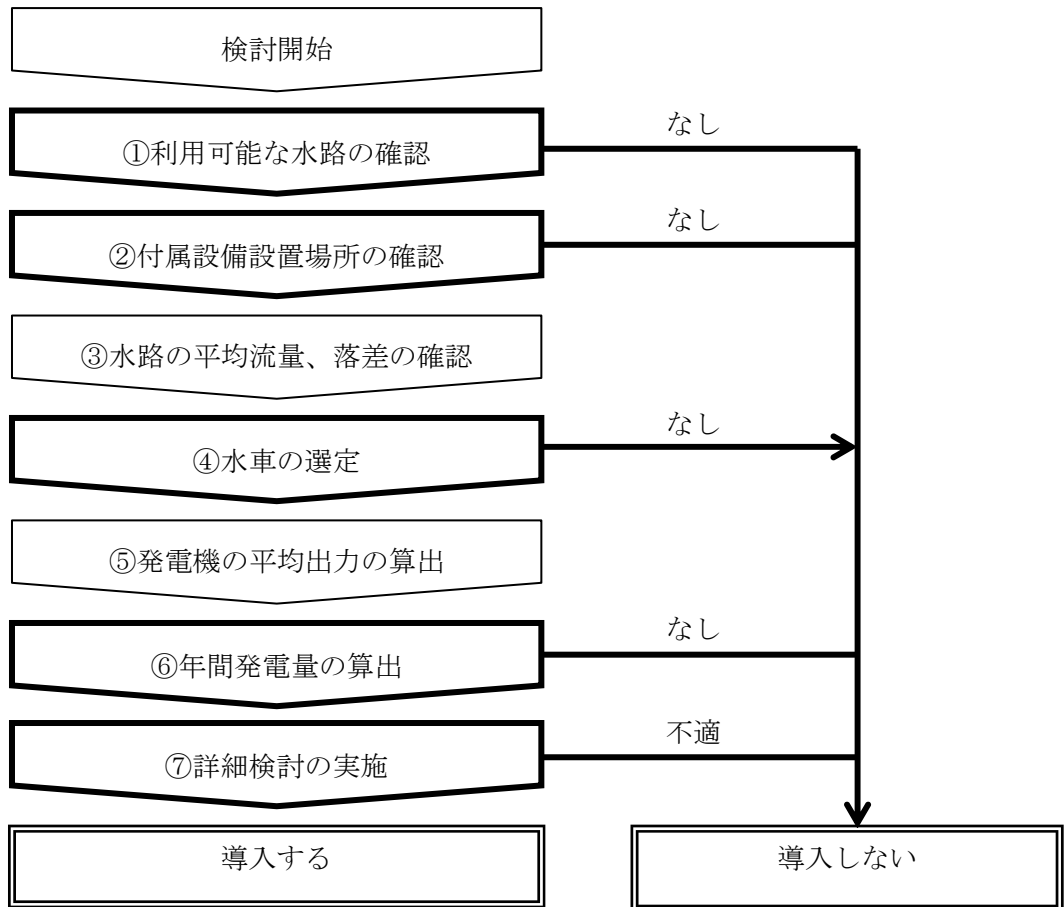 検討開始
①利用可能な水路の確認
なし
②付属設備設置場所の確認
なし
③水路の平均流量、落差の確認
④水車の選定
なし
⑤発電機の平均出力の算出
⑥年間発電量の算出
なし
⑦詳細検討の実施
不適
導入する
導入しない